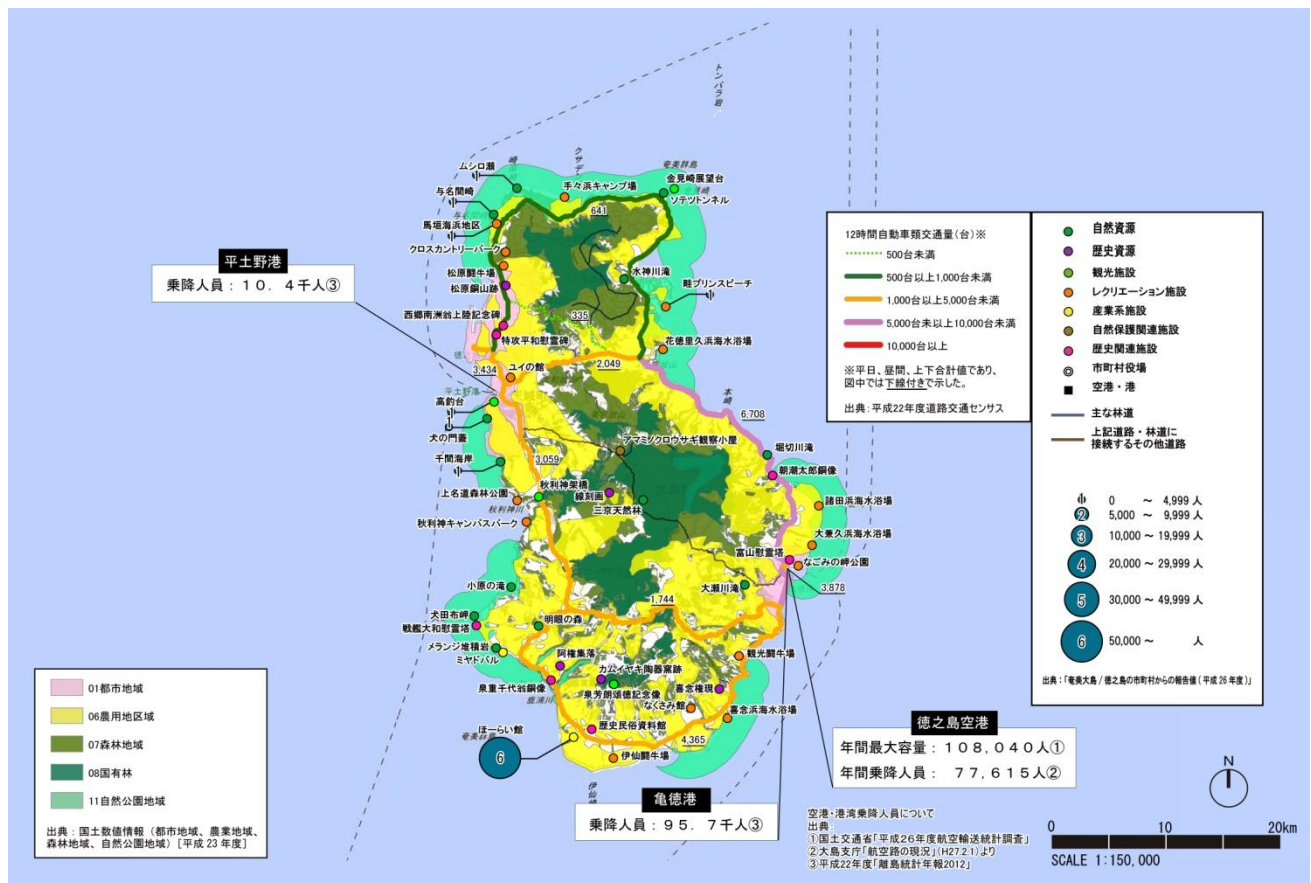 トンバラ岩
ムシロ瀬
奄美群島
金見崎展望台
手々浜キャンプ場
ソテツトンネル
与名間崎
641
馬垣海浜地区
クロスカントリーパーク
平土野港
乗降人員：10．4千人③
松原闘牛場
水神川滝
畦プリンスビーチ
松原銅山跡
335
西郷南洲翁上陸記念碑
特攻平和慰霊碑
花徳里久浜海水浴場
3,434
2,049
ユイの館
平土野港
本崎
6,708
高釣台
犬の門蓋
アマミノクロウサギ観察小屋
堀切川滝
千間海岸
3,059
朝潮太郎銅像
上名道森林公園
秋利神架橋
線刻画
秋利神川
三京天然林
諸田浜海水浴場
秋利神キャンバスパーク
大兼久浜海水浴場
富山慰霊塔
なごみの岬公園
小原の滝
大瀬川滝
3,878
1,744
犬田布岬
戦艦大和慰霊塔
明眼の森
メランジ堆積岩
ミヤドバル
阿権集落
観光闘牛場
カムィヤキ陶器窯跡
泉重千代翁銅像
泉芳朗頌徳記念像
喜念権現
鹿浦川
なくさみ館
喜念浜海水浴場
歴史民俗資料館
ほーらい館
4,365
6
伊仙闘牛場
伊仙崎
亀徳港
乗降人員：95．7千人③
徳之島空港
年間最大容量：108,040人①
年間乗降人員： 77,615人②
12時間自動車類交通量(台)※
500台未満
500台以上1,000台未満
1,000台以上5,000台未満
5,000台未以上10,000台未満
10,000台以上
※平日、昼間、上下合計値であり、
図中では下線付きで示した。
出典：平成22年度道路交通センサス
自然資源
歴史資源
観光施設
レクリエーション施設
産業系施設
自然保護関連施設
歴史関連施設
市町村役場
空港・港
主な林道
上記道路・林道に
接続するその他道路
0 ～ 4,999 人
2 5,000 ～ 9,999 人
3 10,000 ～ 19,999 人
4 20,000 ～ 29,999 人
5 30,000 ～ 49,999 人
6 50,000 ～ 人
出典：「奄美大島/徳之島の市町村からの報告値(平成26年度)」
01都市地域
06農用地区域
07森林地域
08国有林
11自然公園地域
出典：国土数値情報（都市地域、農業地域、
森林地域、自然公園地域）[平成23年度]
空港・港湾乗降人員について
出典：
①国土交通省「平成26年度航空輸送統計調査」
②大島支庁「航空路の現況」(H27.2.1)より
③平成22年度「離島統計年報2012」
N
0 10 20km
SCALE 1:150,000